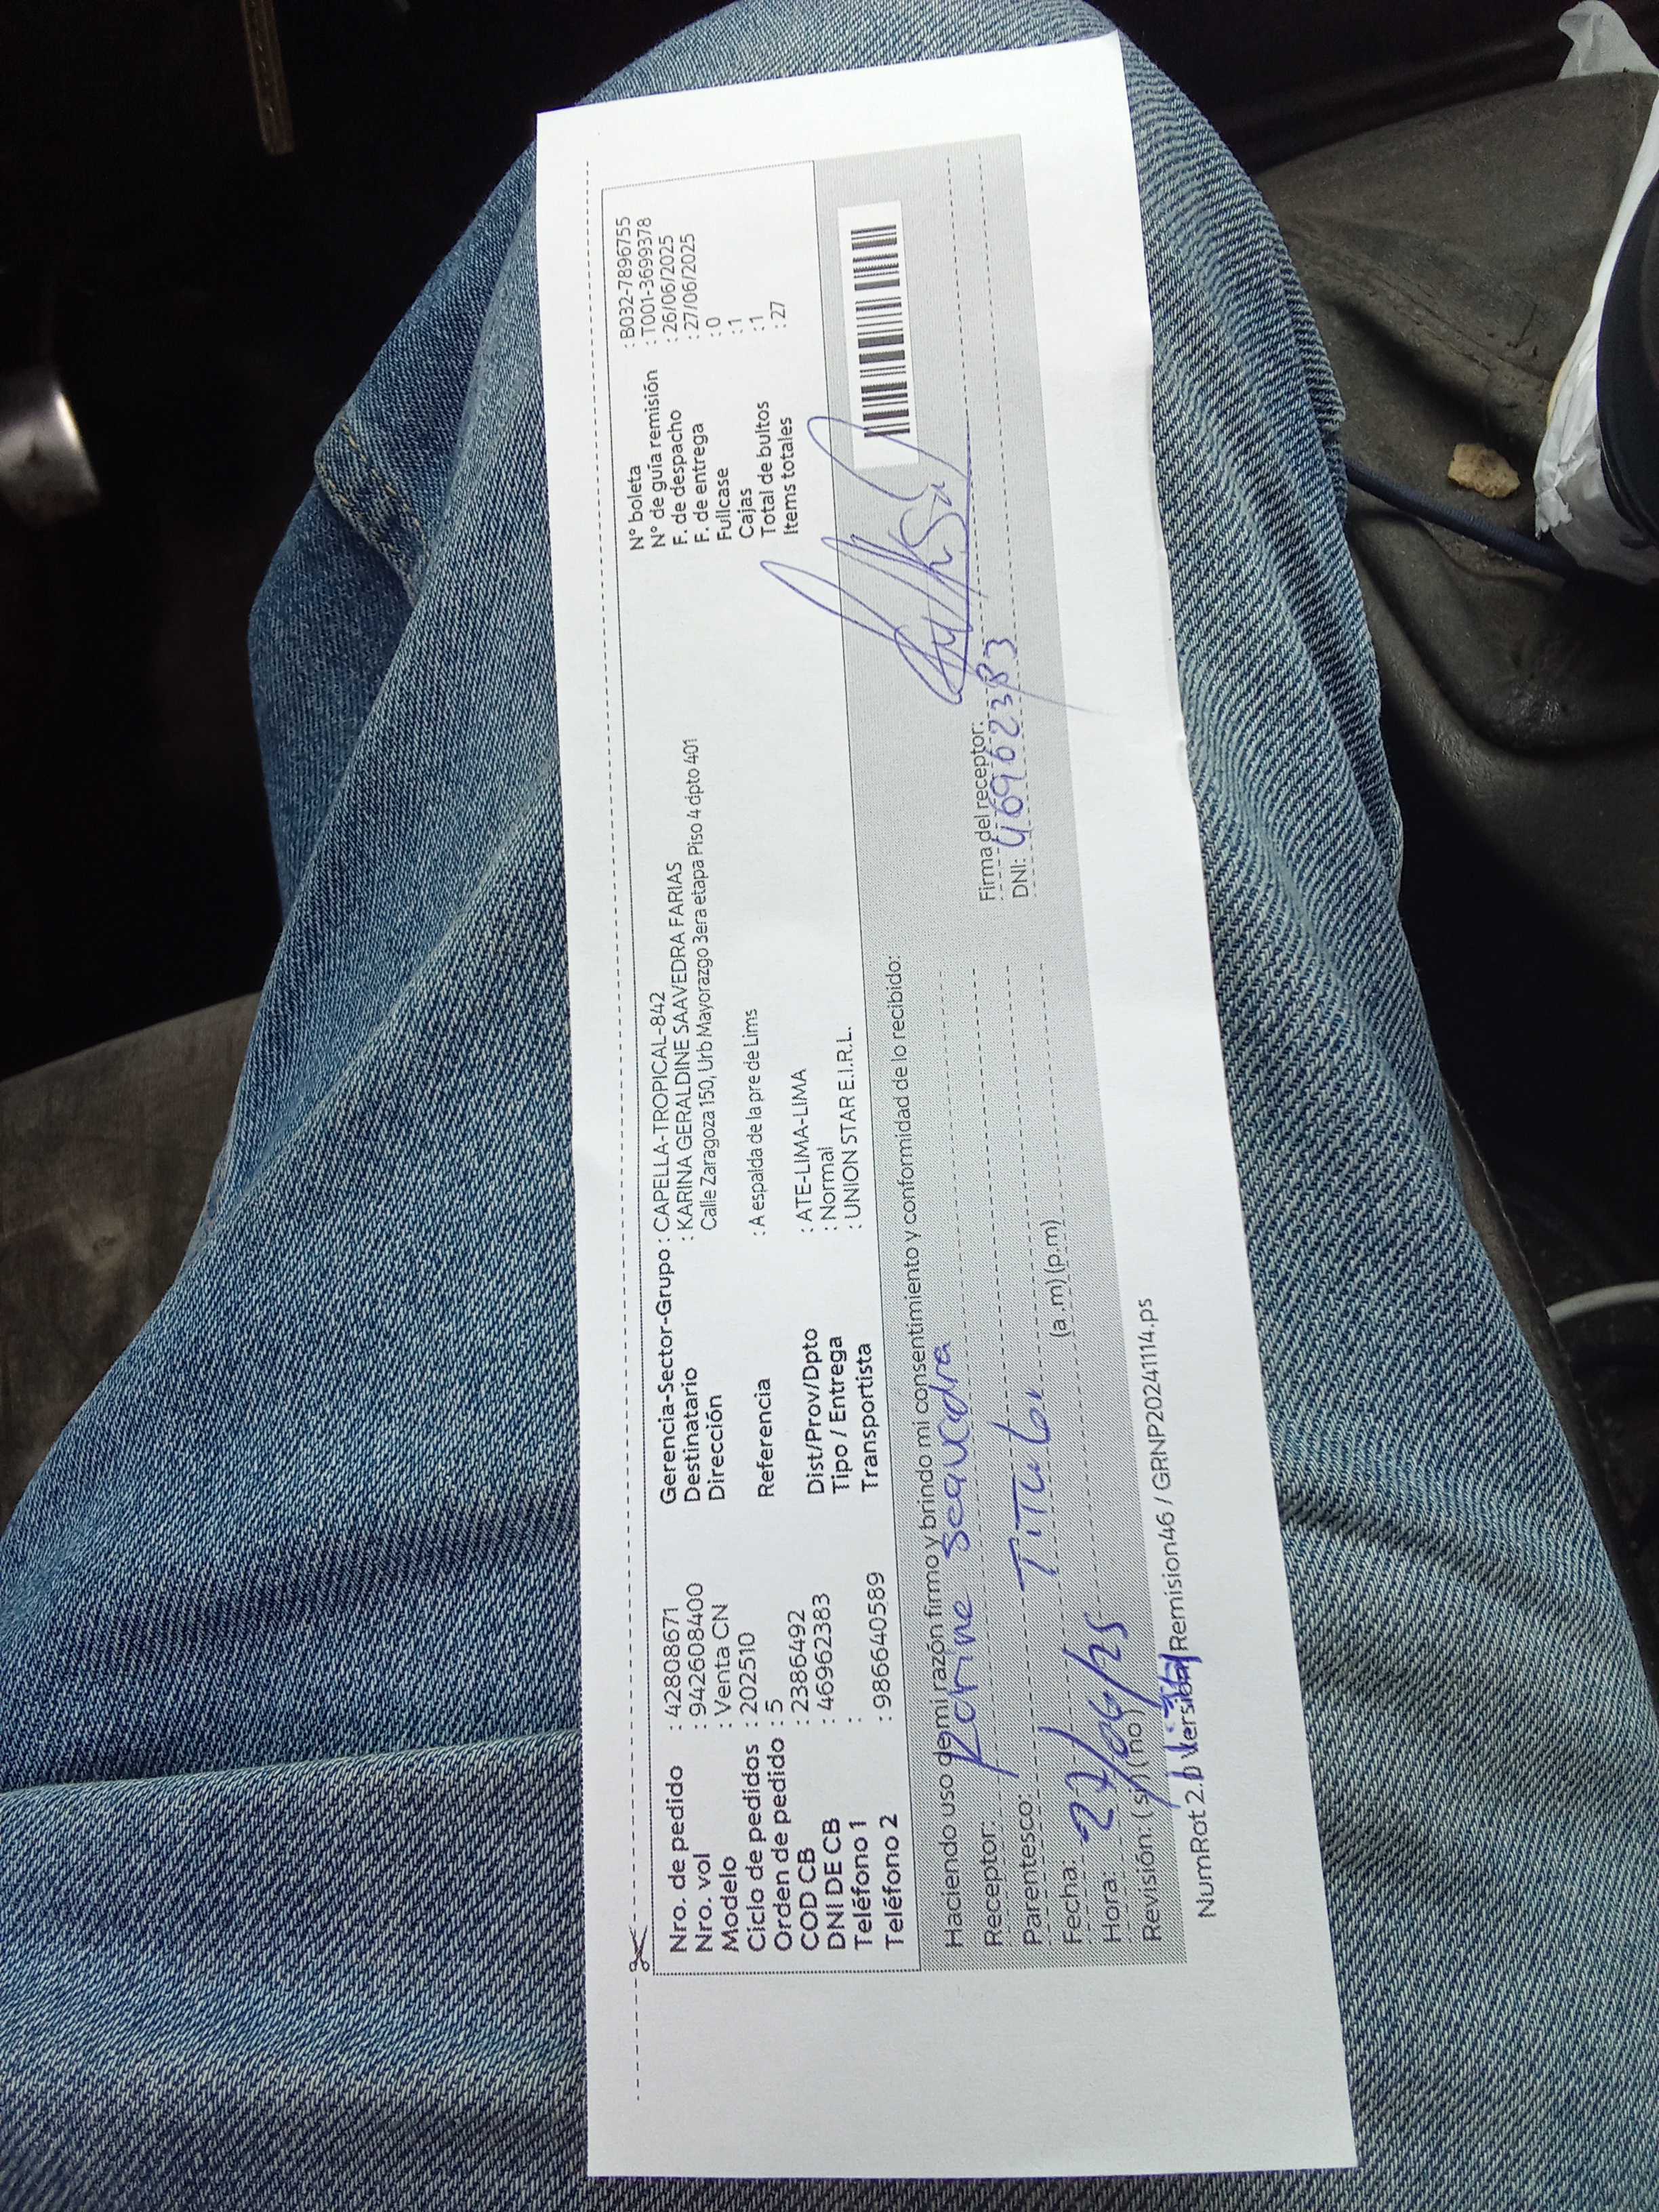 Nro. de pedido : 42808671 Gerencia-Sector-Grupo : CAPELLA-TROPICAL-842 N° boleta : B032-7896755
Nro. vol : 942608400 Destinatario : KARINA GERALDINE SAAVEDRA FARIAS N° de guía remisión : T001-3699378
Modelo : Venta CN Dirección Calle Zaragoza 150, Urb Mayorazgo 3era etapa Piso 4 dpto 401 F. de despacho : 26/06/2025
Ciclo de pedidos : 202510 F. de entrega : 27/06/2025
Orden de pedido : 5 Referencia : A espalda de la pre de Lims Fullcase : 0
COD CB : 2386492 Cajas : 1
DNI DE CB : 46962383 Dist/Prov/Dpto : ATE-LIMA-LIMA Total de bultos : 1
Teléfono 1 : Tipo / Entrega : Normal Items totales : 27
Teléfono 2 : 986640589 Transportista : UNION STAR E.I.R.L.
Haciendo uso de mi razón firmo y brindo mi consentimiento y conformidad de lo recibido:
Receptor: Karina Saavedra
Parentesco: Titular Firma del receptor:
Fecha: 27/06/25 DNI: 46962383
Hora: (a.m) (p.m)
Revisión: (si) (no)
NumRot 2.0 Remision46 / GRNP20241114.ps